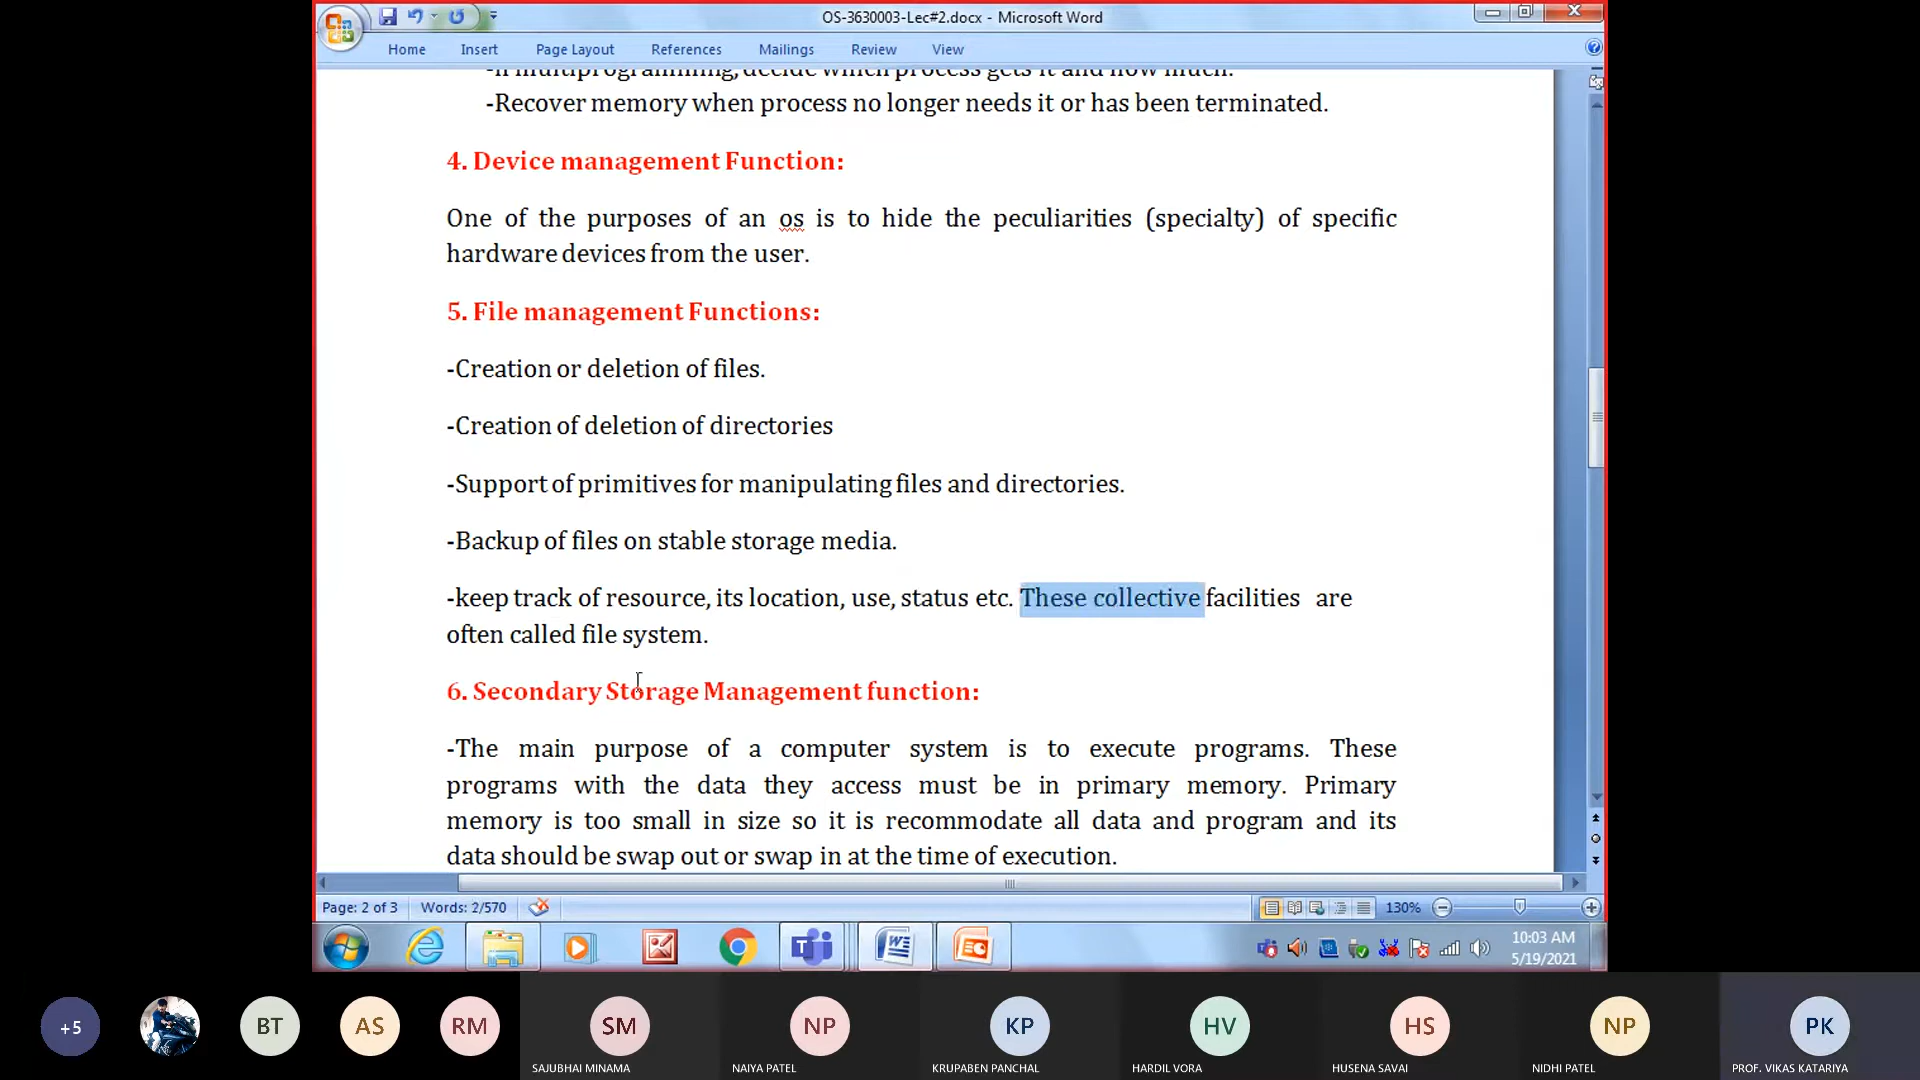 OS-3630003-Lec#2.docx - Microsoft Word
Home Insert Page Layout References Mailings Review View
-n multiprogramming, decide which process gets it and how much.
-Recover memory when process no longer needs it or has been terminated.
4. Device management Function:
One of the purposes of an os is to hide the peculiarities (specialty) of specific
hardware devices from the user.
5. File management Functions:
-Creation or deletion of files.
-Creation of deletion of directories
-Support of primitives for manipulating files and directories.
-Backup of files on stable storage media.
-keep track of resource, its location, use, status etc. These collective facilities are
often called file system.
6. Secondary Storage Management function:
-The main purpose of a computer system is to execute programs. These
programs with the data they access must be in primary memory. Primary
memory is too small in size so it is recommodate all data and program and its
data should be swap out or swap in at the time of execution.
Page: 2 of 3 Words: 2/570 130%
10:03 AM
5/19/2021
+5 BT AS RM SM NP KP HV HS NP PK
SAJUBHAI MINAMA NAIYA PATEL KRUPABEN PANCHAL HARDIL VORA HUSENA SAVAI NIDHI PATEL PROF. VIKAS KATARIYA